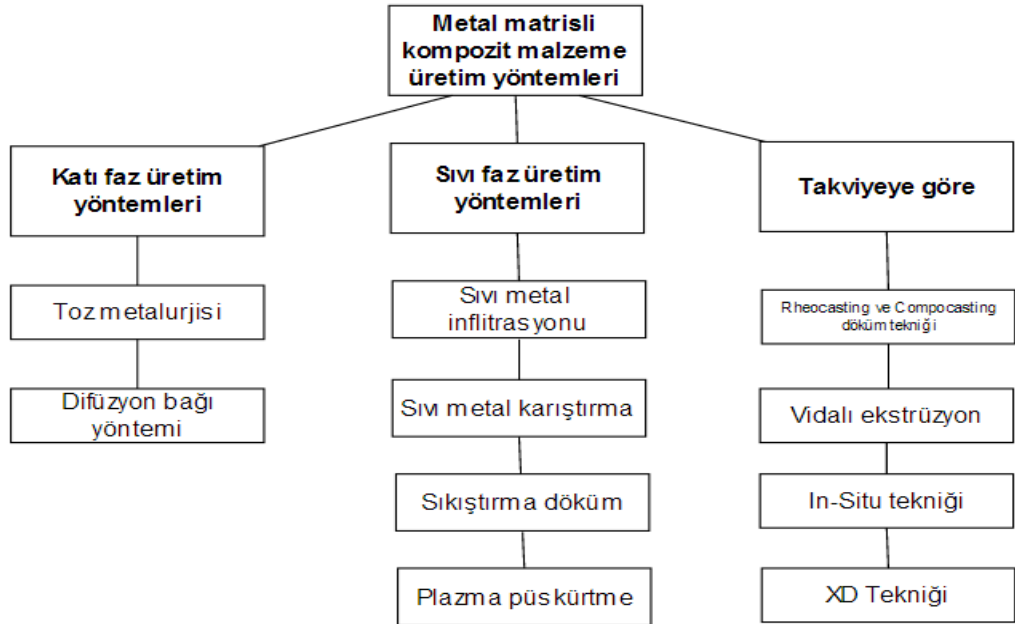 Metal matrisli
kompozit malzeme
üretim yöntemleri
Katı faz üretim
yöntemleri
Toz metalurjisi
Difüzyon bağı
yöntemi
Sıvı faz üretim
yöntemleri
Sıvı metal
inflitrasyonu
Sıvı metal karıştırma
Sıkıştırma döküm
Plazma püskürtme
Takviyeye göre
Rheocasting ve Compocasting
döküm tekniği
Vidalı ekstrüzyon
In-Situ tekniği
XD Tekniği